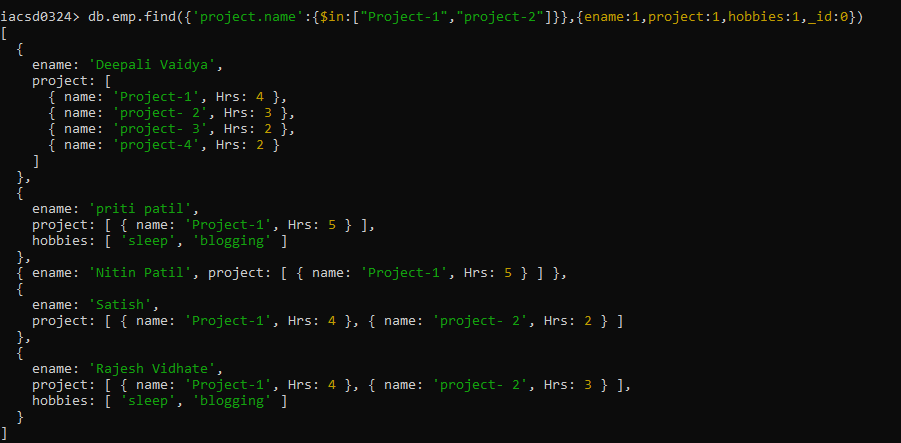 iacsd0324> db.emp.find({'project.name':{$in:["Project-1","project-2"]}},{ename:1,project:1,hobbies:1,_id:0})
[
  {
    ename: 'Deepali Vaidya',
    project: [
      { name: 'Project-1', Hrs: 4 },
      { name: 'project- 2', Hrs: 3 },
      { name: 'project- 3', Hrs: 2 },
      { name: 'project-4', Hrs: 2 }
    ]
  },
  {
    ename: 'priti patil',
    project: [ { name: 'Project-1', Hrs: 5 } ],
    hobbies: [ 'sleep', 'blogging' ]
  },
  { ename: 'Nitin Patil', project: [ { name: 'Project-1', Hrs: 5 } ] },
  {
    ename: 'Satish',
    project: [ { name: 'Project-1', Hrs: 4 }, { name: 'project- 2', Hrs: 2 } ]
  },
  {
    ename: 'Rajesh Vidhate',
    project: [ { name: 'Project-1', Hrs: 4 }, { name: 'project- 2', Hrs: 3 } ],
    hobbies: [ 'sleep', 'blogging' ]
  }
]